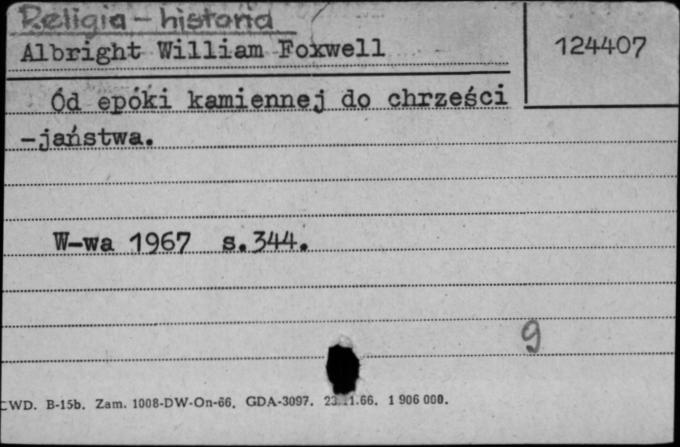 Religia - historia
Albright William Foxwell
124407
Od epoki kamiennej do chrześci
-jaństwa.
W-wa 1967 s.344.
9
CWD. B-15b. Zam. 1008-DW-On-66. GDA-3097. 1 906 000.